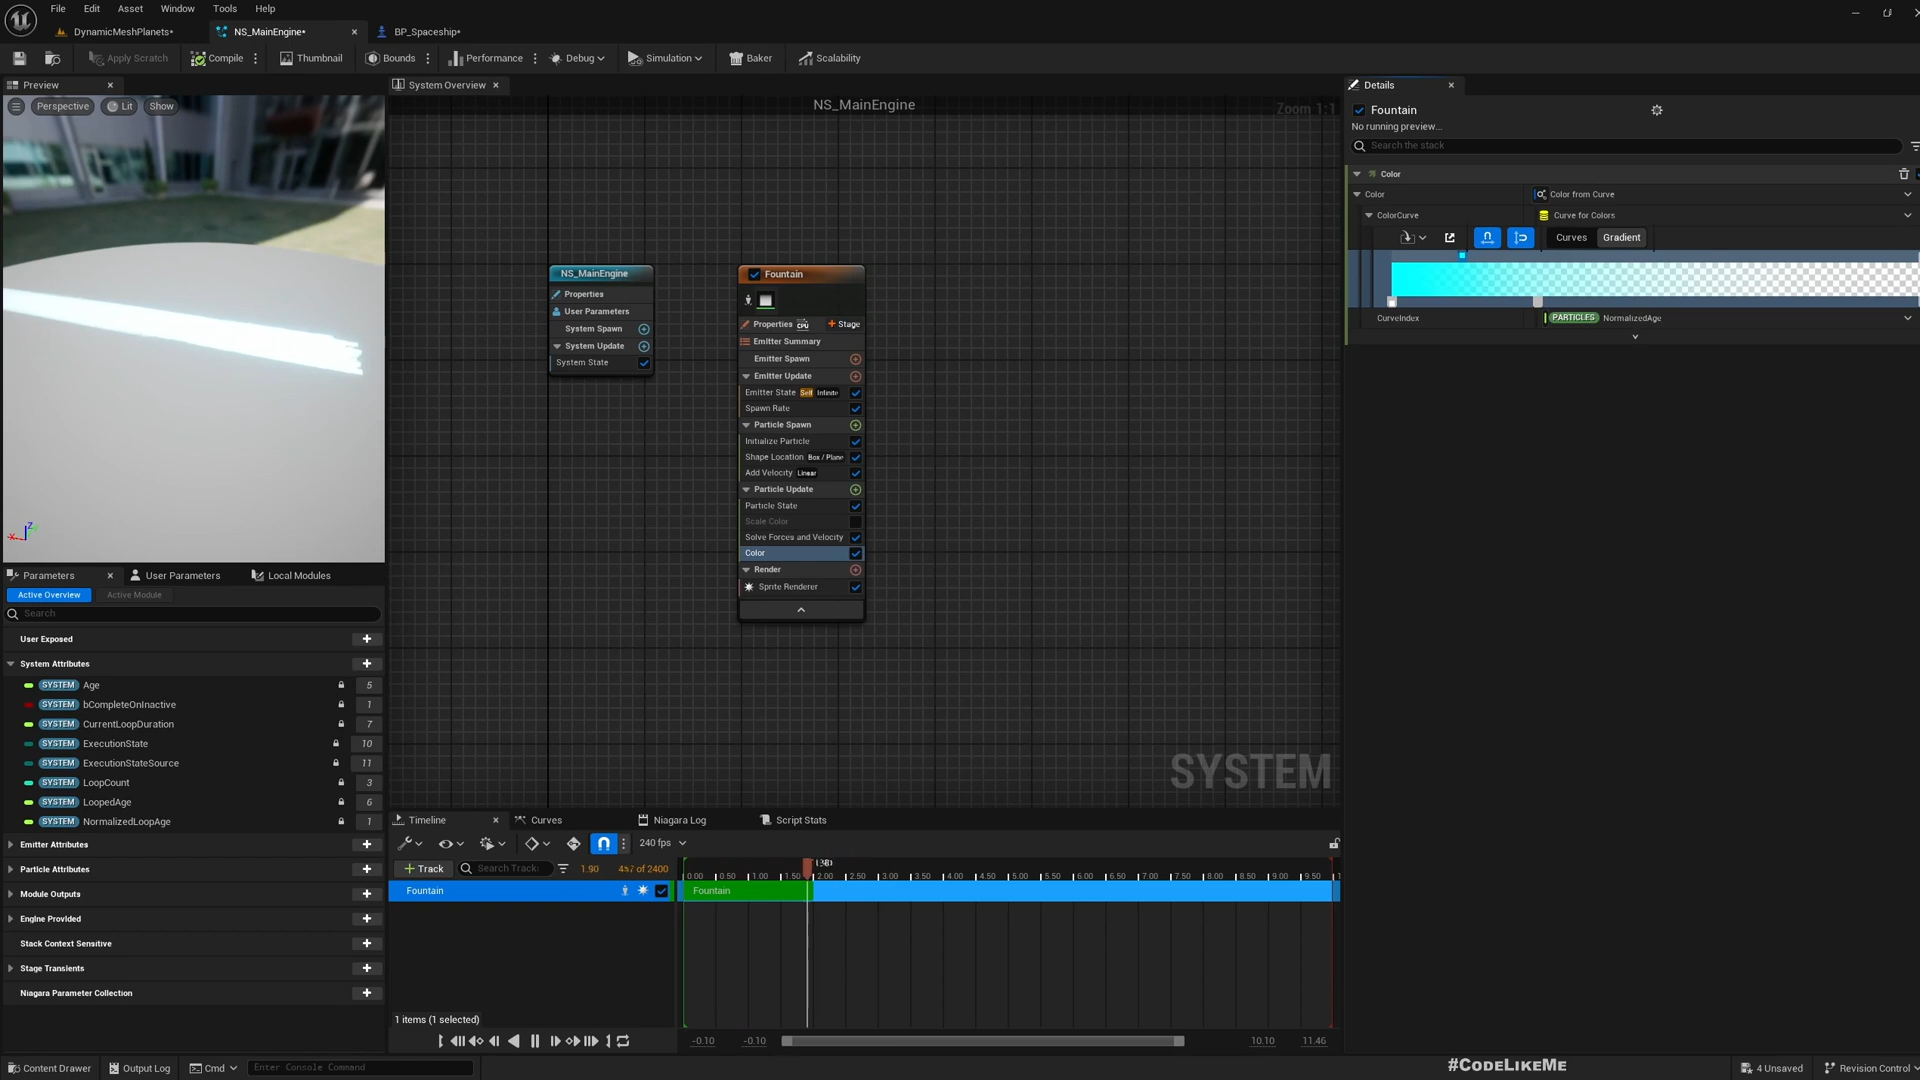 File Edit Asset Window Tools Help
DynamicMeshPlanets* NS_MainEngine* BP_Spaceship*
Apply Scratch Compile Thumbnail Bounds Performance Debug Simulation Baker Scalability
Preview System Overview Details
Perspective Lit Show
NS_MainEngine
Zoom 1:1
Fountain
No running preview...
Search the stack
Color
Color Color from Curve
ColorCurve Curve for Colors
Curves Gradient
CurveIndex PARTICLES NormalizedAge
NS_MainEngine
Properties
User Parameters
System Spawn
System Update
System State
Fountain
Properties CPU Stage
Emitter Summary
Emitter Spawn
Emitter Update
Emitter State Self Infinite
Spawn Rate
Particle Spawn
Initialize Particle
Shape Location Box / Plane
Add Velocity Linear
Particle Update
Particle State
Scale Color
Solve Forces and Velocity
Color
Render
Sprite Renderer
SYSTEM
X Z
Parameters User Parameters Local Modules
Active Overview Active Module
Search
User Exposed
System Attributes
SYSTEM Age 5
SYSTEM bCompleteOnInactive 1
SYSTEM CurrentLoopDuration 7
SYSTEM ExecutionState 10
SYSTEM ExecutionStateSource 11
SYSTEM LoopCount 3
SYSTEM LoopedAge 6
SYSTEM NormalizedLoopAge 1
Emitter Attributes
Particle Attributes
Module Outputs
Engine Provided
Stack Context Sensitive
Stage Transients
Niagara Parameter Collection
Timeline Curves Niagara Log Script Stats
240 fps
Track Search Tracks 1.90 of 2400
0.00 0.50 1.00 1.50 2.00 2.50 3.00 3.50 4.00 4.50 5.00 5.50 6.00 6.50 7.00 7.50 8.00 8.50 9.00 9.50
Fountain Fountain
1 items (1 selected)
-0.10 -0.10 10.10 11.46
Content Drawer Output Log Cmd Enter Console Command
#CODELIKEME
4 Unsaved Revision Control